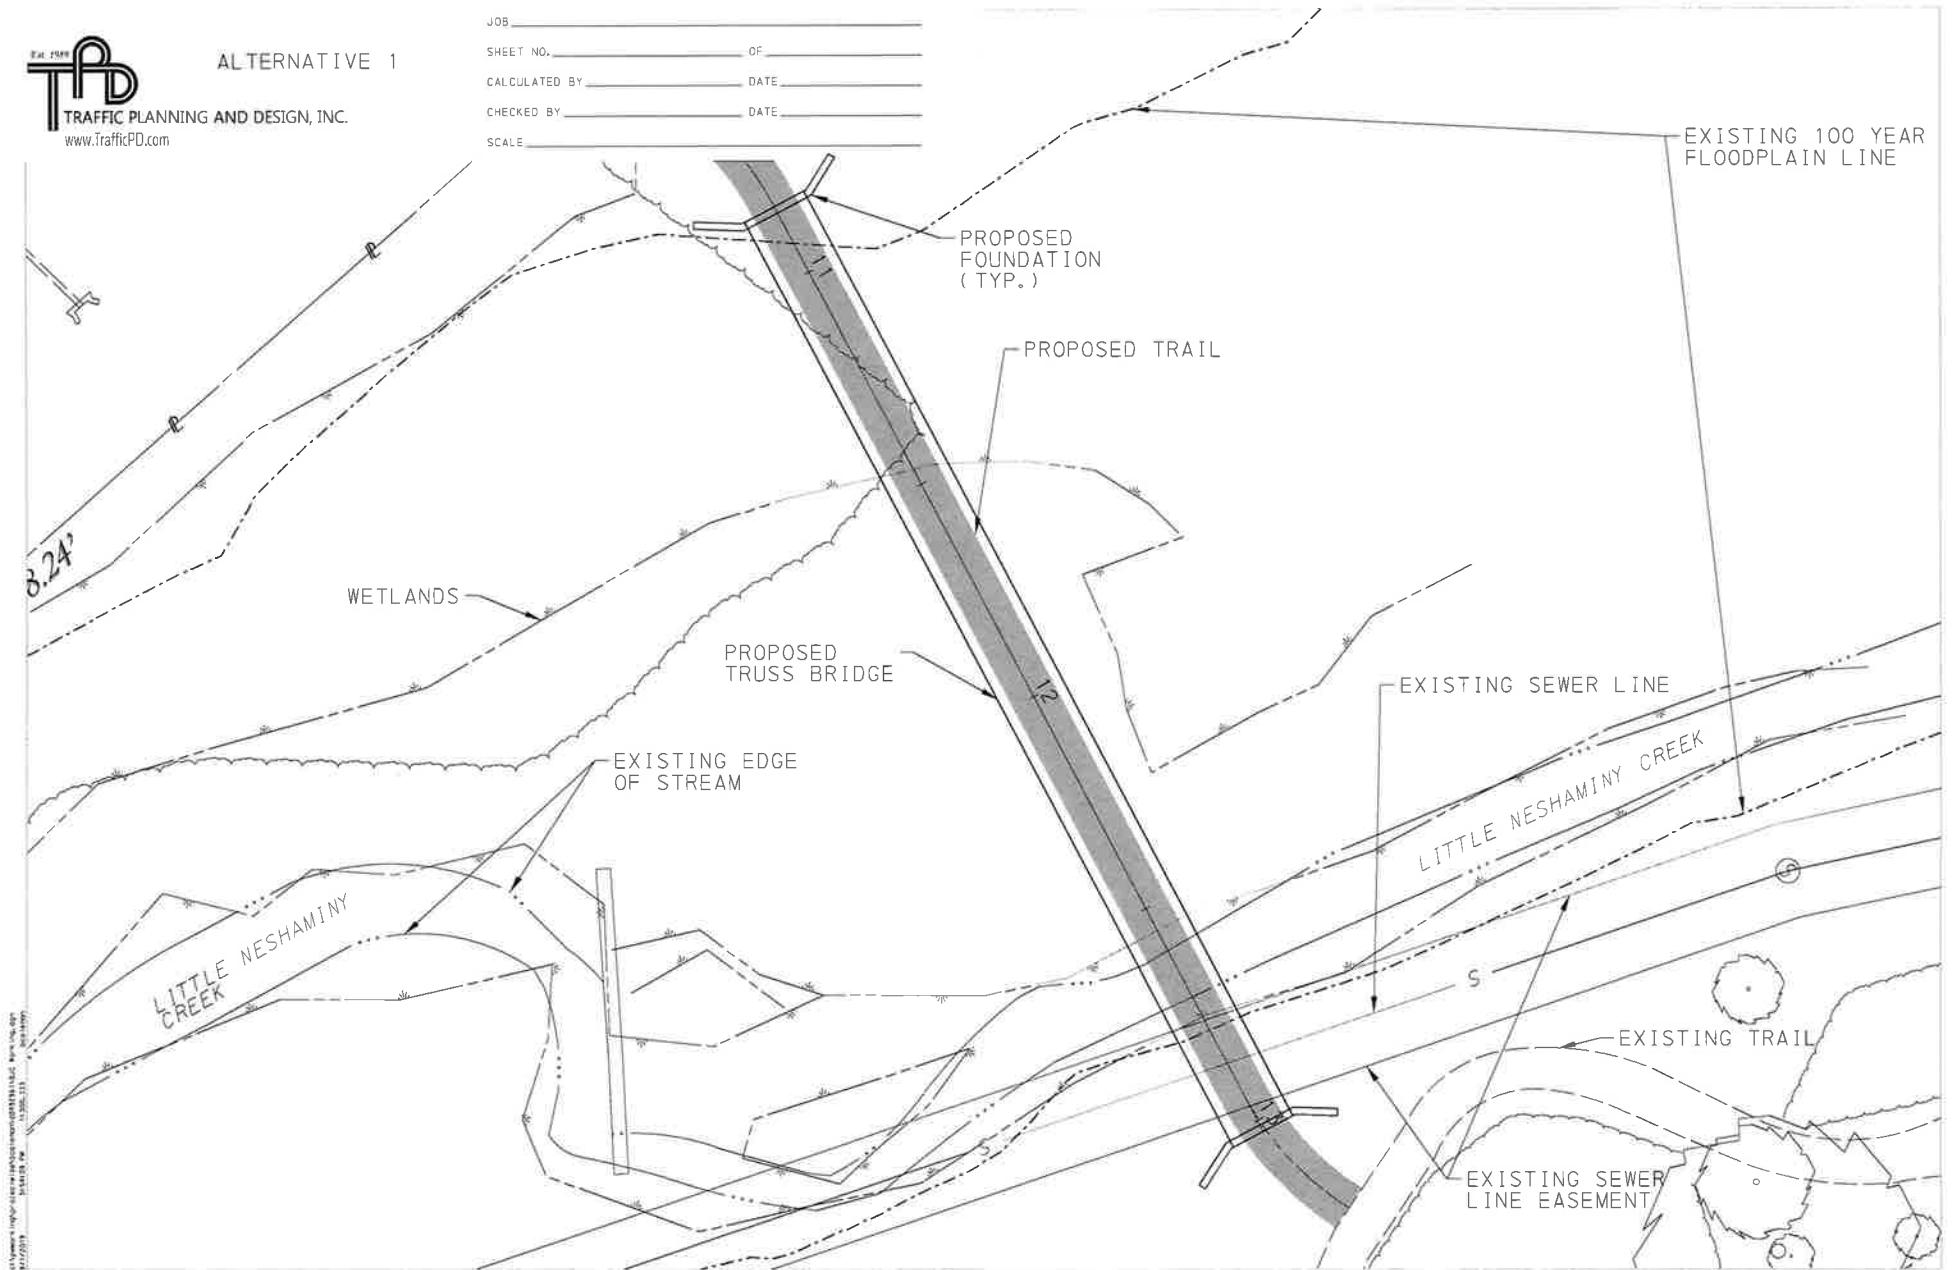 Est. 1989
TPD
TRAFFIC PLANNING AND DESIGN, INC.
www.TrafficPD.com
ALTERNATIVE 1
JOB
SHEET NO. OF
CALCULATED BY DATE
CHECKED BY DATE
SCALE
EXISTING 100 YEAR
FLOODPLAIN LINE
PROPOSED
FOUNDATION
(TYP.)
11
PROPOSED TRAIL
8.24'
WETLANDS
PROPOSED
TRUSS BRIDGE
12
EXISTING SEWER LINE
EXISTING EDGE
OF STREAM
LITTLE NESHAMINY CREEK
S
LITTLE NESHAMINY
CREEK
S
EXISTING TRAIL
S
EXISTING SEWER
LINE EASEMENT